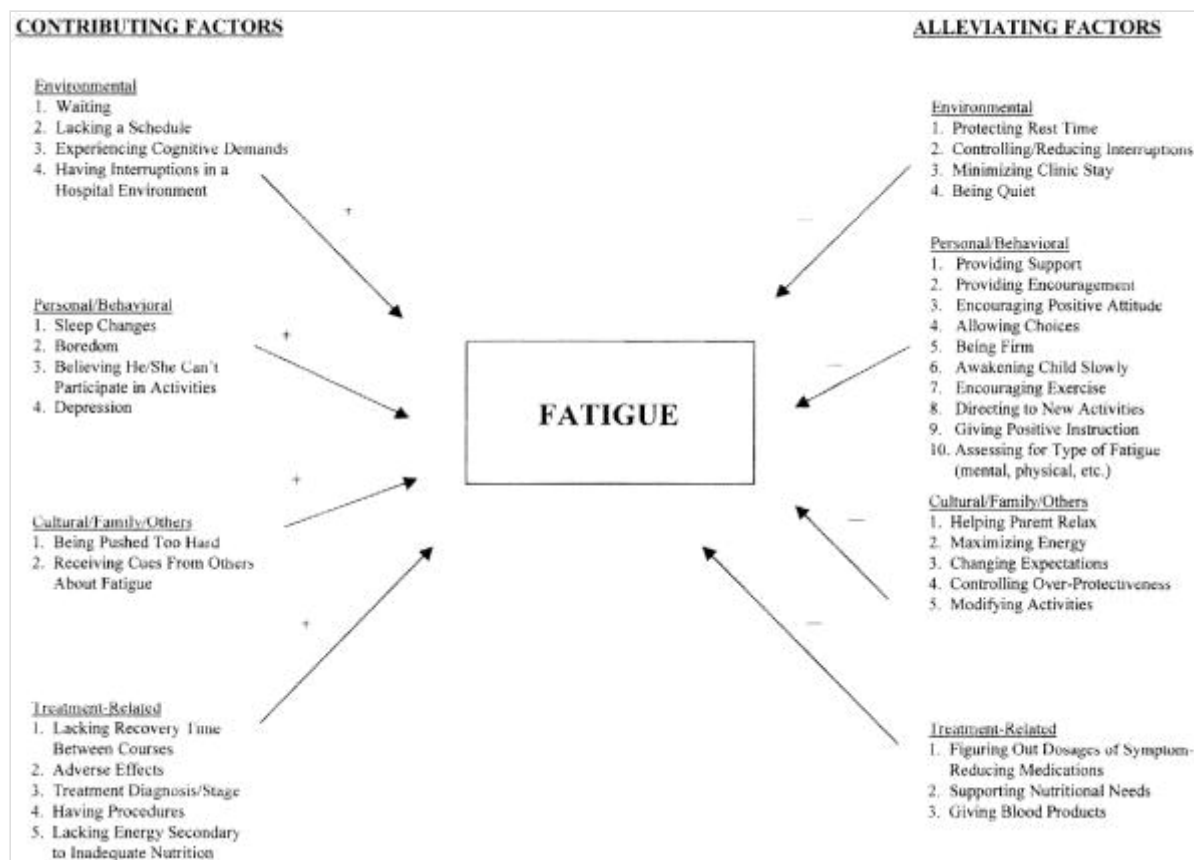 CONTRIBUTING FACTORS
Environmental
1. Waiting
2. Lacking a Schedule
3. Experiencing Cognitive Demands
4. Having Interruptions in a
Hospital Environment
+
Personal/Behavioral
1. Sleep Changes
2. Boredom
3. Believing He/She Can't
Participate in Activities
4. Depression
+
Cultural/Family/Others
1. Being Pushed Too Hard
2. Receiving Cues From Others
About Fatigue
+
Treatment-Related
1. Lacking Recovery Time
Between Courses
2. Adverse Effects
3. Treatment Diagnosis/Stage
4. Having Procedures
5. Lacking Energy Secondary
to Inadequate Nutrition
+
FATIGUE
ALLEVIATING FACTORS
Environmental
1. Protecting Rest Time
2. Controlling/Reducing Interruptions
3. Minimizing Clinic Stay
4. Being Quiet
—
Personal/Behavioral
1. Providing Support
2. Providing Encouragement
3. Encouraging Positive Attitude
4. Allowing Choices
5. Being Firm
6. Awakening Child Slowly
7. Encouraging Exercise
8. Directing to New Activities
9. Giving Positive Instruction
10. Assessing for Type of Fatigue
(mental, physical, etc.)
—
Cultural/Family/Others
1. Helping Parent Relax
2. Maximizing Energy
3. Changing Expectations
4. Controlling Over-Protectiveness
5. Modifying Activities
—
Treatment-Related
1. Figuring Out Dosages of Symptom-
Reducing Medications
2. Supporting Nutritional Needs
3. Giving Blood Products
—